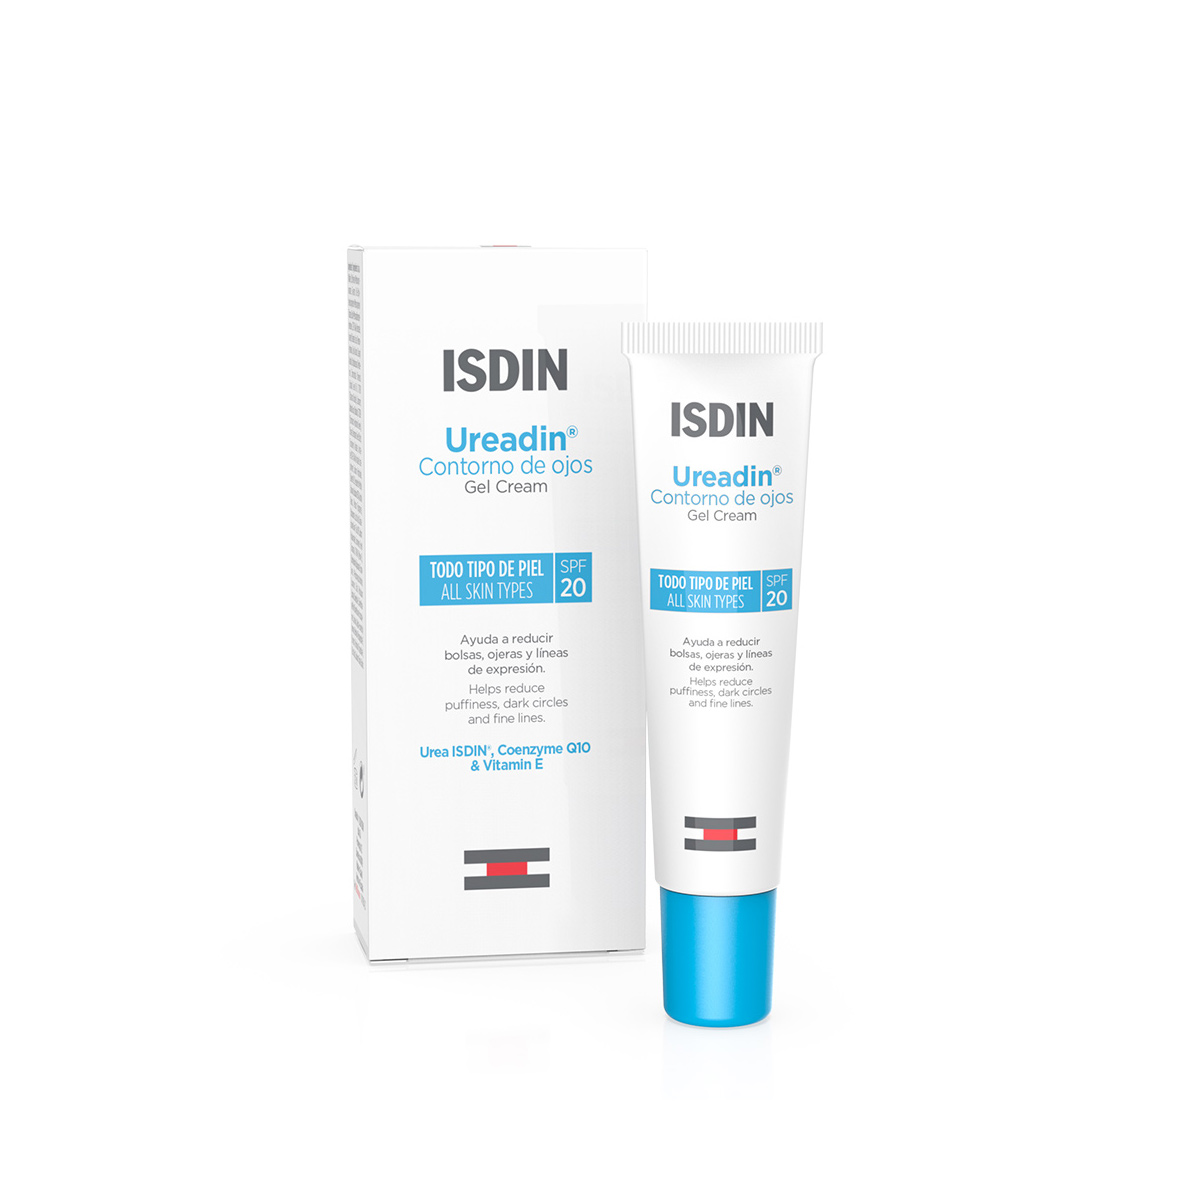 ISDIN
Ureadin®
Contorno de ojos
Gel Cream
TODO TIPO DE PIEL
ALL SKIN TYPES
SPF
20
Ayuda a reducir
bolsas, ojeras y líneas
de expresión.
Helps reduce
puffiness, dark circles
and fine lines.
Urea ISDIN®, Coenzyme Q10
& Vitamin E
ISDIN
Ureadin®
Contorno de ojos
Gel Cream
TODO TIPO DE PIEL
ALL SKIN TYPES
SPF
20
Ayuda a reducir
bolsas, ojeras y líneas
de expresión.
Helps reduce
puffiness, dark circles
and fine lines.